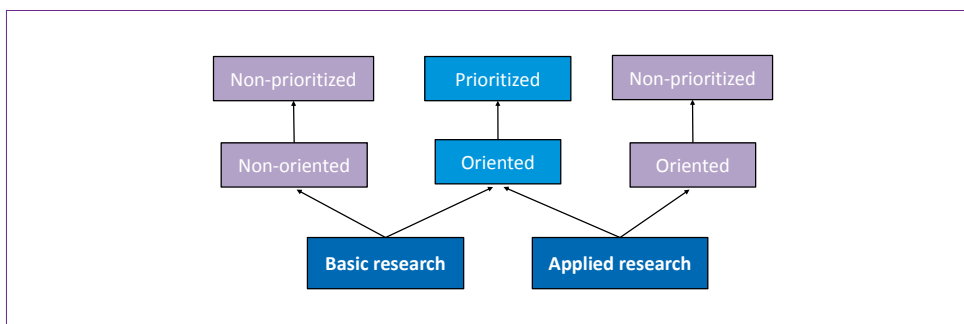 Non-prioritized
Prioritized
Non-prioritized
Non-oriented
Oriented
Oriented
Basic research
Applied research